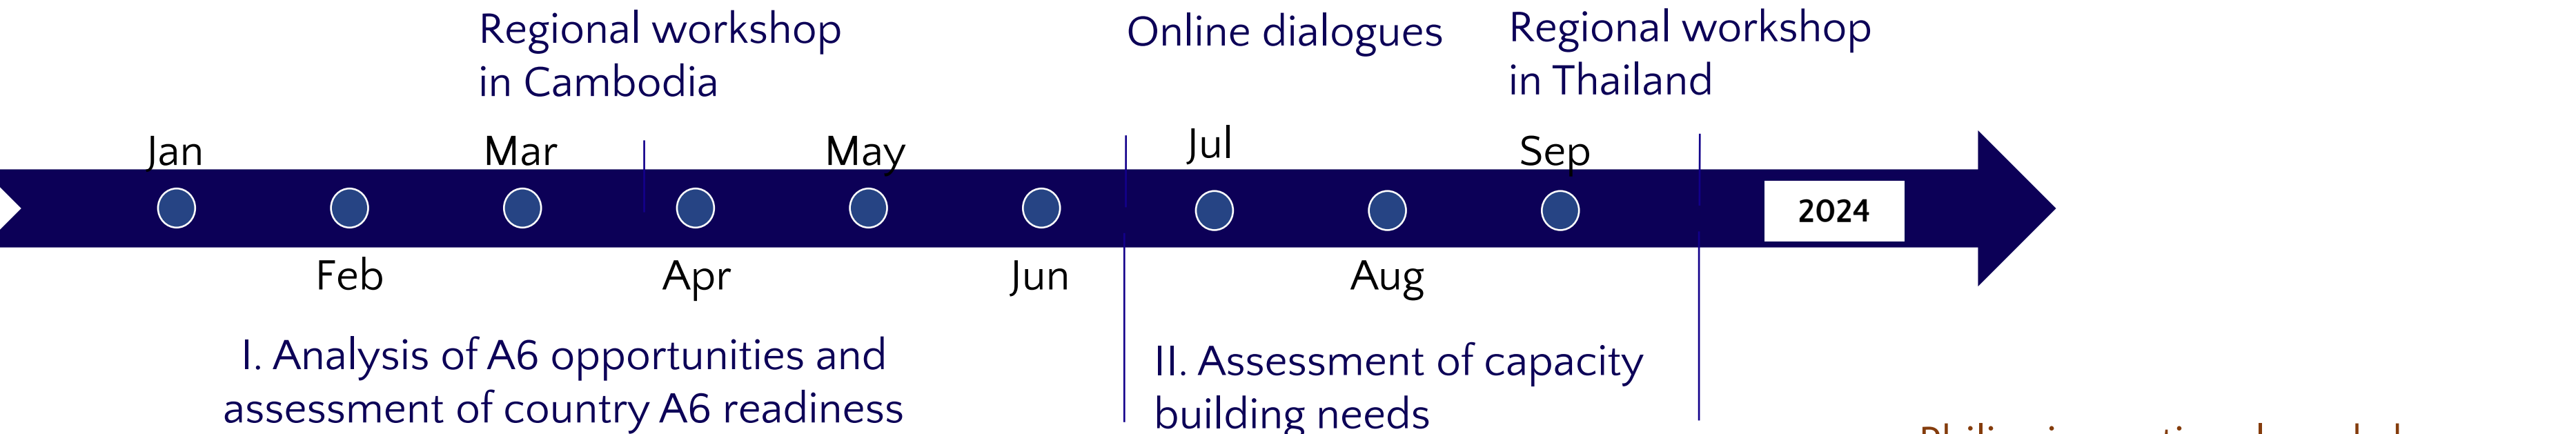 Regional workshop
in Cambodia
Online dialogues
Regional workshop
in Thailand
Jan
Mar
May
Jul
Sep
2024
Feb
Apr
Jun
Aug
I. Analysis of A6 opportunities and
assessment of country A6 readiness
II. Assessment of capacity
building needs